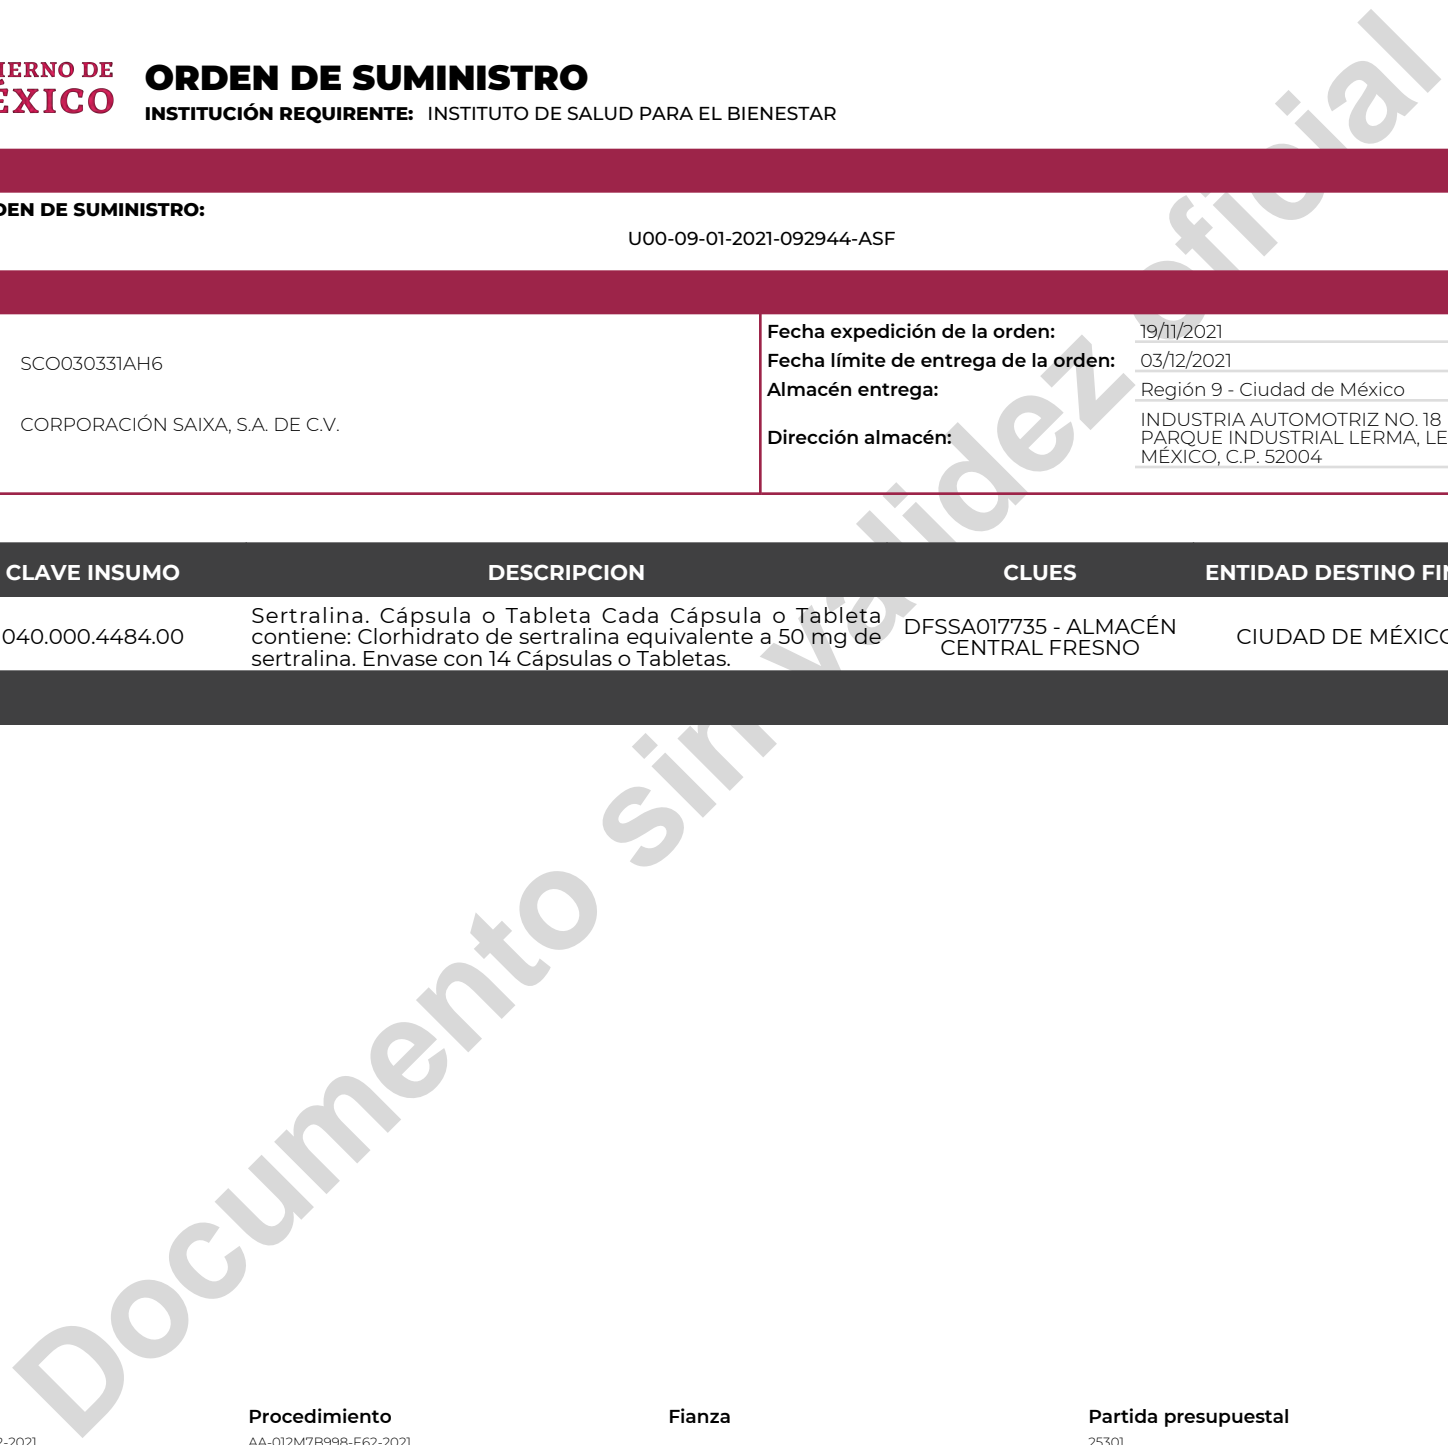 IERNO DE
ÉXICO
ORDEN DE SUMINISTRO
INSTITUCIÓN REQUIRENTE: INSTITUTO DE SALUD PARA EL BIENESTAR
DEN DE SUMINISTRO:
U00-09-01-2021-092944-ASF
SCO030331AH6
CORPORACIÓN SAIXA, S.A. DE C.V.
Fecha expedición de la orden: 19/11/2021
Fecha límite de entrega de la orden: 03/12/2021
Almacén entrega: Región 9 - Ciudad de México
Dirección almacén:
INDUSTRIA AUTOMOTRIZ NO. 18
PARQUE INDUSTRIAL LERMA, LE
MÉXICO, C.P. 52004
CLAVE INSUMO DESCRIPCION CLUES ENTIDAD DESTINO FIN
040.000.4484.00
Sertralina. Cápsula o Tableta Cada Cápsula o Tableta
contiene: Clorhidrato de sertralina equivalente a 50 mg de
sertralina. Envase con 14 Cápsulas o Tabletas.
DFSSA017735 - ALMACÉN
CENTRAL FRESNO
CIUDAD DE MÉXICO
Documento sin validez oficial
Procedimiento Fianza Partida presupuestal
2-2021 AA-012M7B998-E62-2021 25301